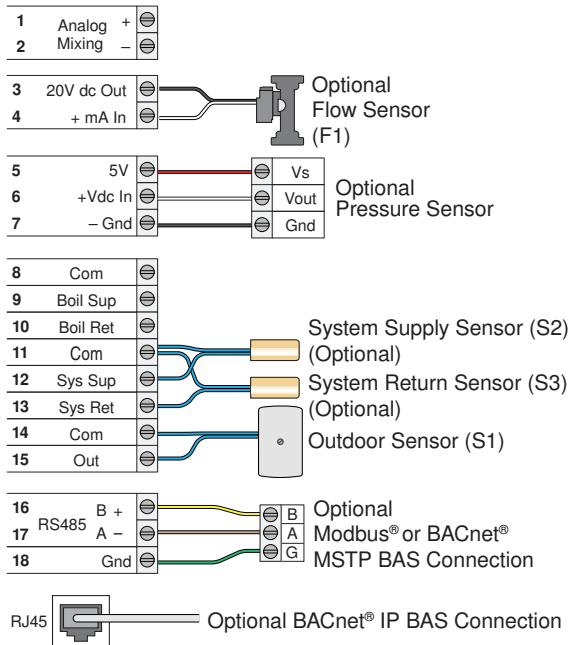 1 Analog +
2 Mixing –
3 20V dc Out
4 + mA In
Optional
Flow Sensor
(F1)
5 5V
6 +Vdc In
7 – Gnd
Vs
Vout
Gnd
Optional
Pressure Sensor
8 Com
9 Boil Sup
10 Boil Ret
11 Com
12 Sys Sup
13 Sys Ret
14 Com
15 Out
System Supply Sensor (S2)
(Optional)
System Return Sensor (S3)
(Optional)
Outdoor Sensor (S1)
16 B +
RS485
17 A –
18 Gnd
B
A
G
Optional
Modbus® or BACnet®
MSTP BAS Connection
RJ45
Optional BACnet® IP BAS Connection